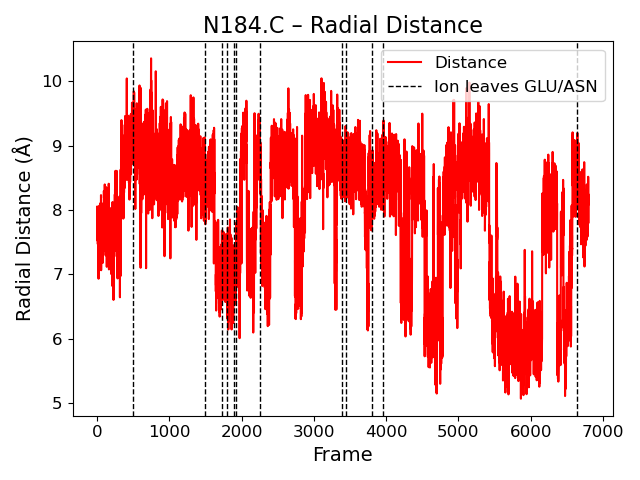 N184.C – Radial Distance
Distance
Ion leaves GLU/ASN
Radial Distance (Å)
10
9
8
7
6
5
0 1000 2000 3000 4000 5000 6000 7000
Frame